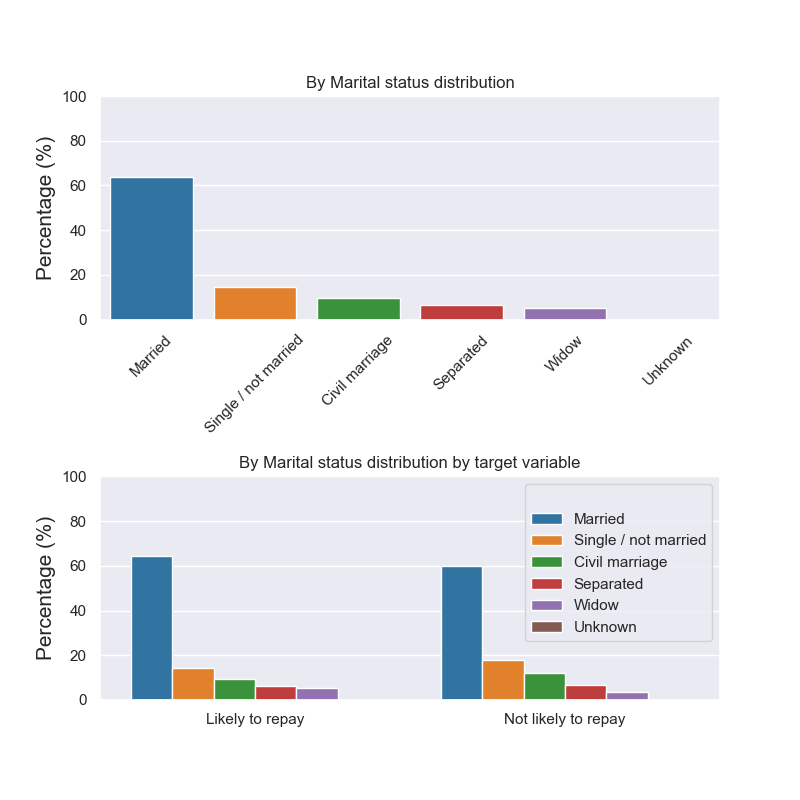 By Marital status distribution
Percentage (%)
100
80
60
40
20
0
Married
Single / not married
Civil marriage
Separated
Widow
Unknown
By Marital status distribution by target variable
Percentage (%)
100
80
60
40
20
0
Married
Single / not married
Civil marriage
Separated
Widow
Unknown
Likely to repay
Not likely to repay